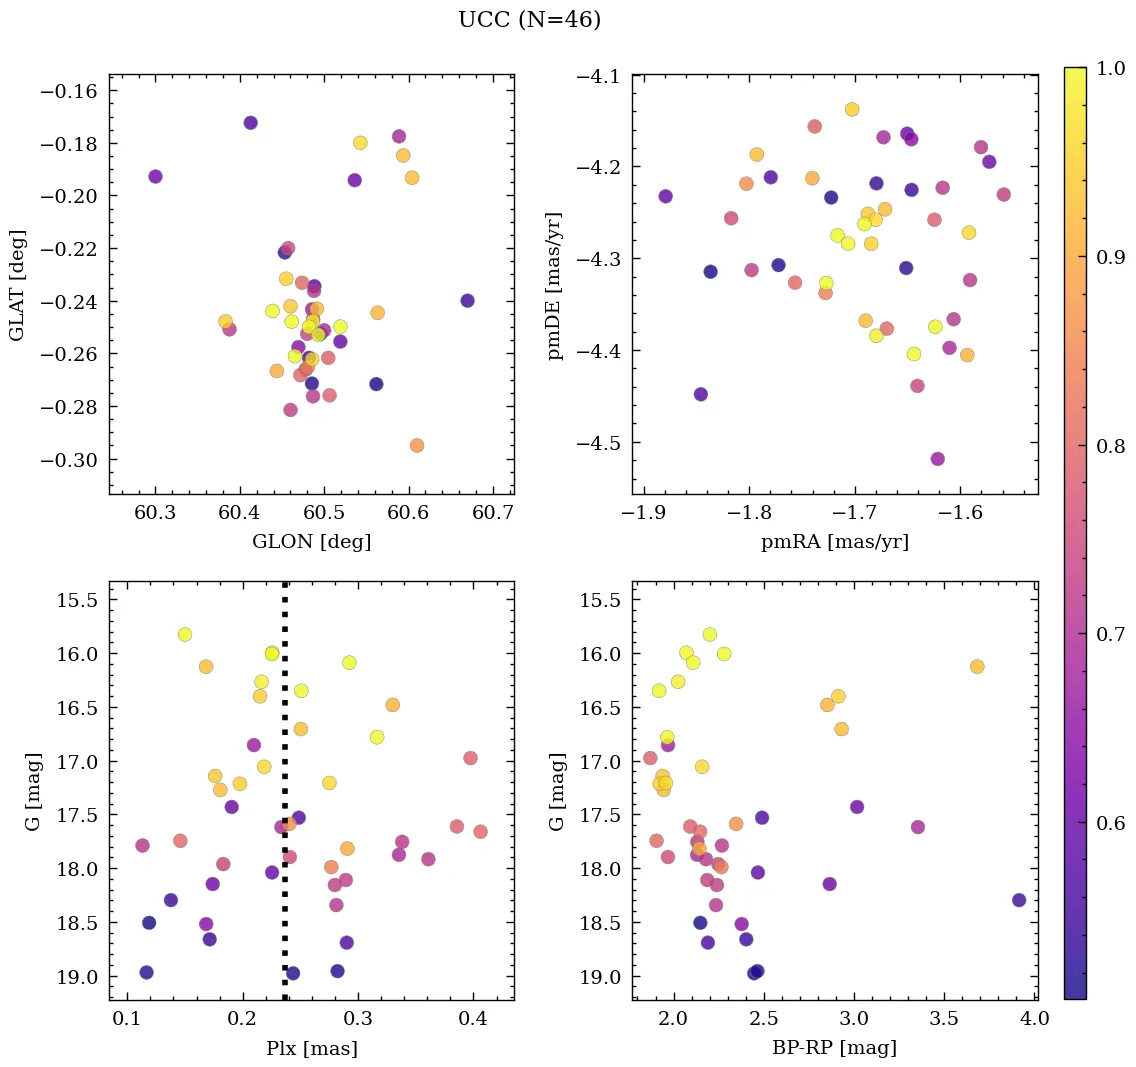 UCC (N=46)
−0.16
−0.18
−0.20
−0.22
−0.24
−0.26
−0.28
−0.30
GLAT [deg]
60.3 60.4 60.5 60.6 60.7
GLON [deg]
−4.1
−4.2
−4.3
−4.4
−4.5
pmDE [mas/yr]
−1.9 −1.8 −1.7 −1.6
pmRA [mas/yr]
15.5
16.0
16.5
17.0
17.5
18.0
18.5
19.0
G [mag]
0.1 0.2 0.3 0.4
Plx [mas]
15.5
16.0
16.5
17.0
17.5
18.0
18.5
19.0
G [mag]
2.0 2.5 3.0 3.5 4.0
BP-RP [mag]
1.0
0.9
0.8
0.7
0.6